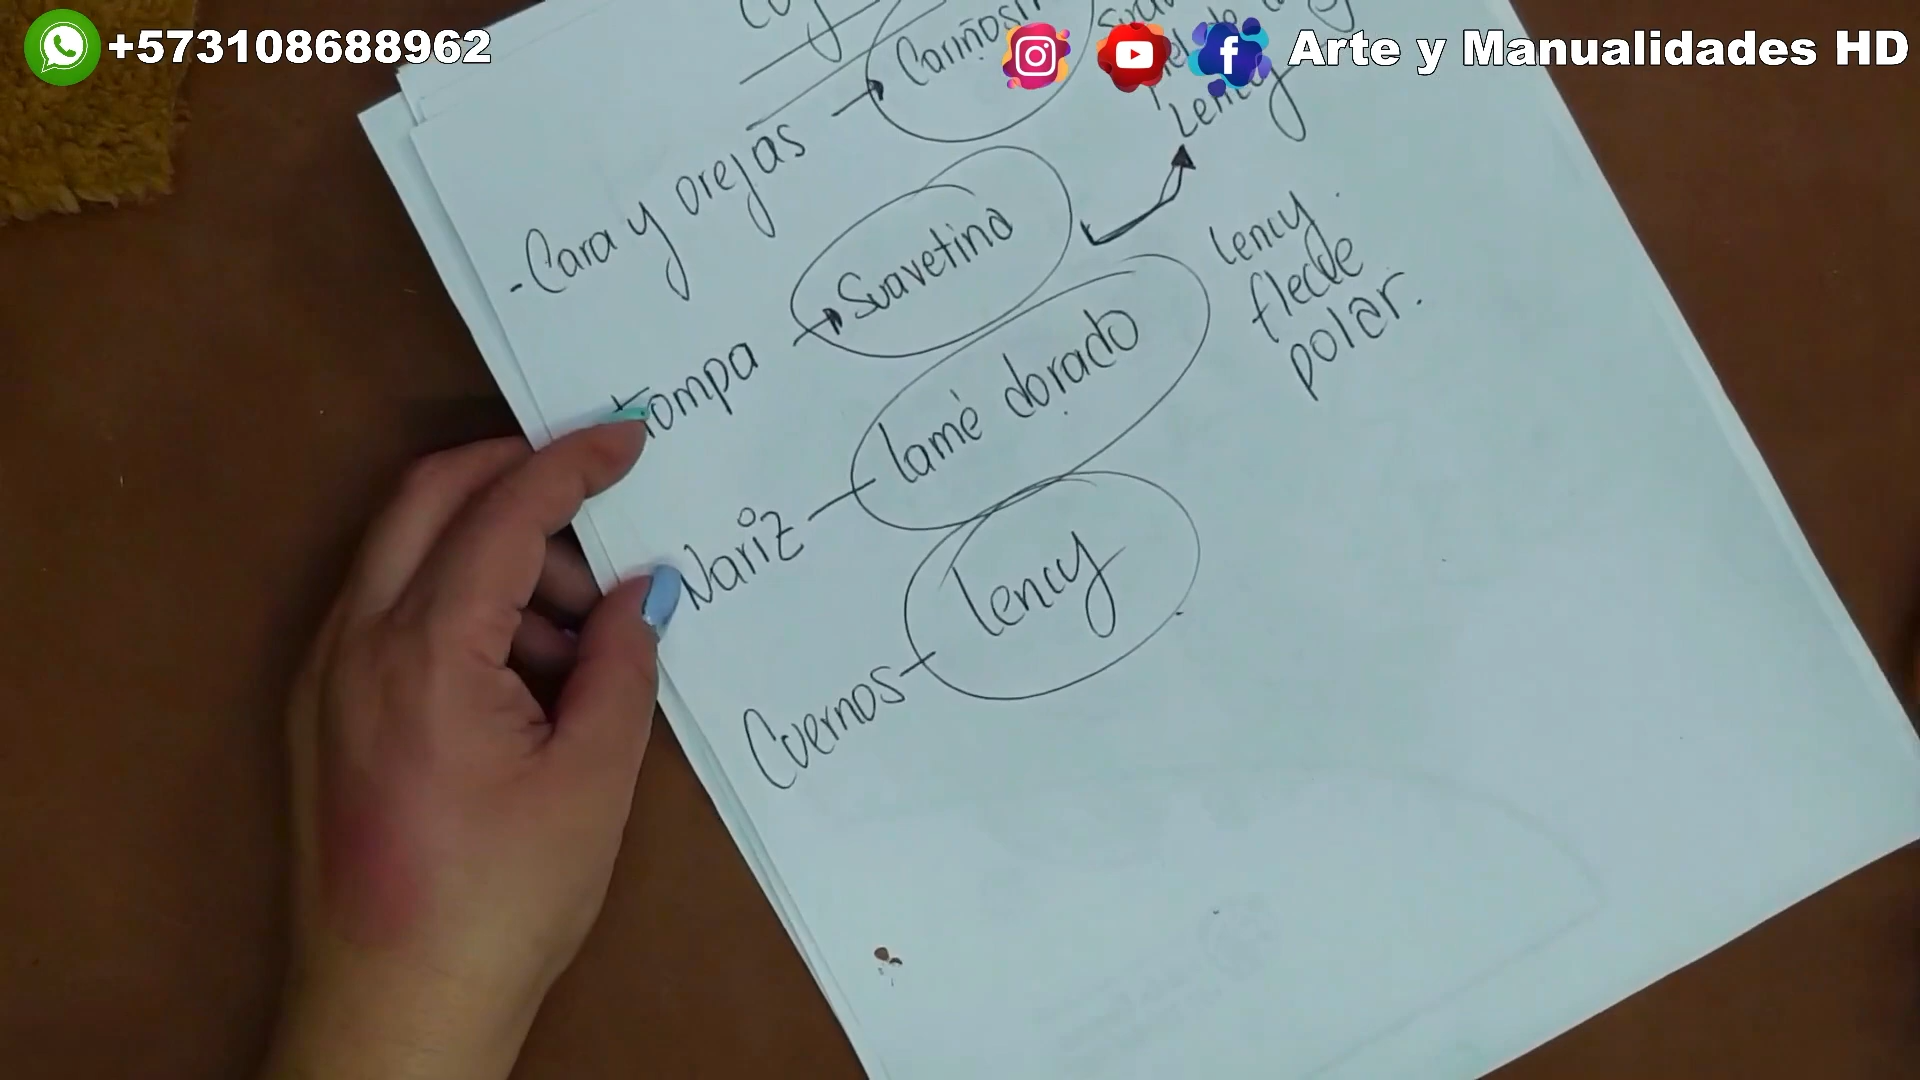 +573108688962
Arte y Manualidades HD
- Cara y orejas → Cariñosit
Lency
trompa → Suavetina
lency.
flecce
polar.
Nariz — lamé dorado
Cuernos — lency